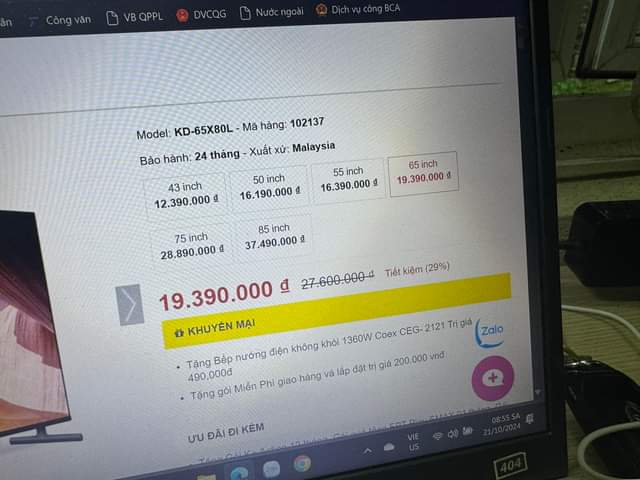 Công văn
VB QPPL
DVCQG
Nước ngoài
Dịch vụ công BCA
Model: KD-65X80L - Mã hàng: 102137
Bảo hành: 24 tháng - Xuất xứ: Malaysia
43 inch
12.390.000 đ
50 inch
16.190.000 đ
55 inch
16.390.000 đ
65 inch
19.390.000 đ
75 inch
28.890.000 đ
85 inch
37.490.000 đ
19.390.000 đ 27.600.000 đ Tiết kiệm (29%)
KHUYẾN MẠI
• Tặng Bếp nướng điện không khói 1360W Coex CEG- 2121 Trị giá
490,000đ
• Tặng gói Miễn Phí giao hàng và lắp đặt trị giá 200.000 vnđ
Zalo
ƯU ĐÃI ĐI KÈM
VIE
US
08:55 SA
21/10/2024
404